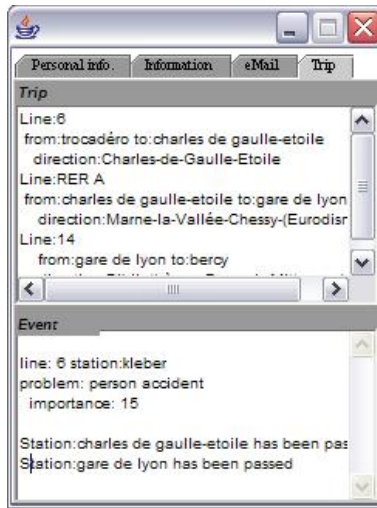 Personal info. Information eMail Trip
Trip
Line:6
from:trocadéro to:charles de gaulle-etoile
direction:Charles-de-Gaulle-Etoile
Line:RER A
from:charles de gaulle-etoile to:gare de lyon
direction:Marne-la-Vallée-Chessy-(Eurodisn
Line:14
from:gare de lyon to:bercy
Event
line: 6 station:kleber
problem: person accident
importance: 15
Station:charles de gaulle-etoile has been pas
Station:gare de lyon has been passed